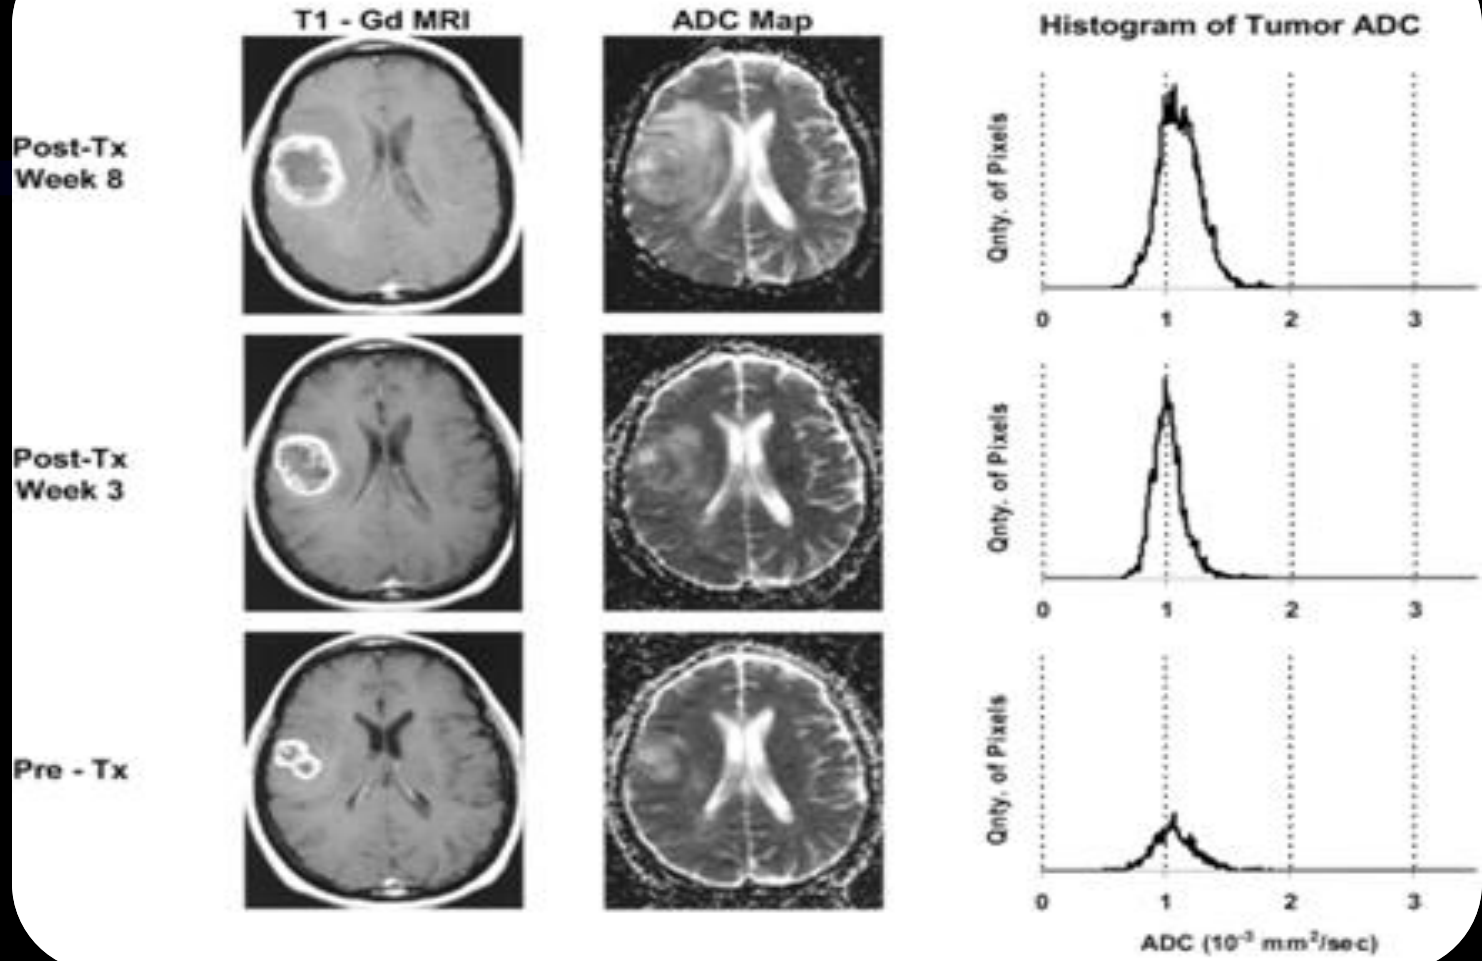 T1 - Gd MRI
ADC Map
Histogram of Tumor ADC
Post-Tx
Week 8
Qnty. of Pixels
0 1 2 3
Post-Tx
Week 3
Qnty. of Pixels
0 1 2 3
Pre - Tx
Qnty. of Pixels
0 1 2 3
ADC (10⁻³ mm²/sec)